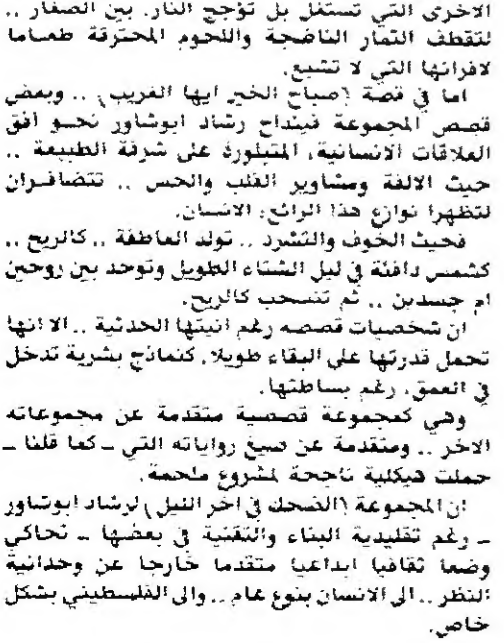 الاخرى التي تستغل بل تؤجج النار. بين الصغار ..
لتقطف الثمار الناضجة واللحوم المحترقة طعاما
لافرانها التي لا تشبع.
اما في قصة (صباح الخير ايها الغريب) .. وبعض
قصص المجموعة فينداح رشاد ابوشاور نحو افق
العلاقات الانسانية، المتبلورة على شرفة الطبيعة ..
حيث الالفة ومشاوير القلب والحس .. تتضافران
لتظهرا نوازع هذا الرائع: الانسان.
فحيث الخوف والتشرد .. تولد العاطفة .. كالريح ..
كشمس دافئة في ليل الشتاء الطويل وتوحد بين روحين
ام جسدين .. ثم تنسحب كالريح.
ان شخصيات قصصه رغم انيتها الحدثية .. الا انها
تحمل قدرتها على البقاء طويلا، كنماذج بشرية تدخل
في العمق، رغم بساطتها.
وهي كمجموعة قصصية متقدمة عن مجموعاته
الاخر .. ومتقدمة عن صيغ رواياته التي ـ كما قلنا ـ
حملت هيكلية ناجحة لمشروع ملحمة.
ان المجموعة (الضحك في اخر الليل) لرشاد ابوشاور
ـ رغم تقليدية البناء والتقنية في بعضها ـ تحاكي
وضعا ثقافيا ابداعيا متقدما خارجا عن وحدانية
النظر .. الى الانسان بنوع عام .. والى الفلسطيني بشكل
خاص.